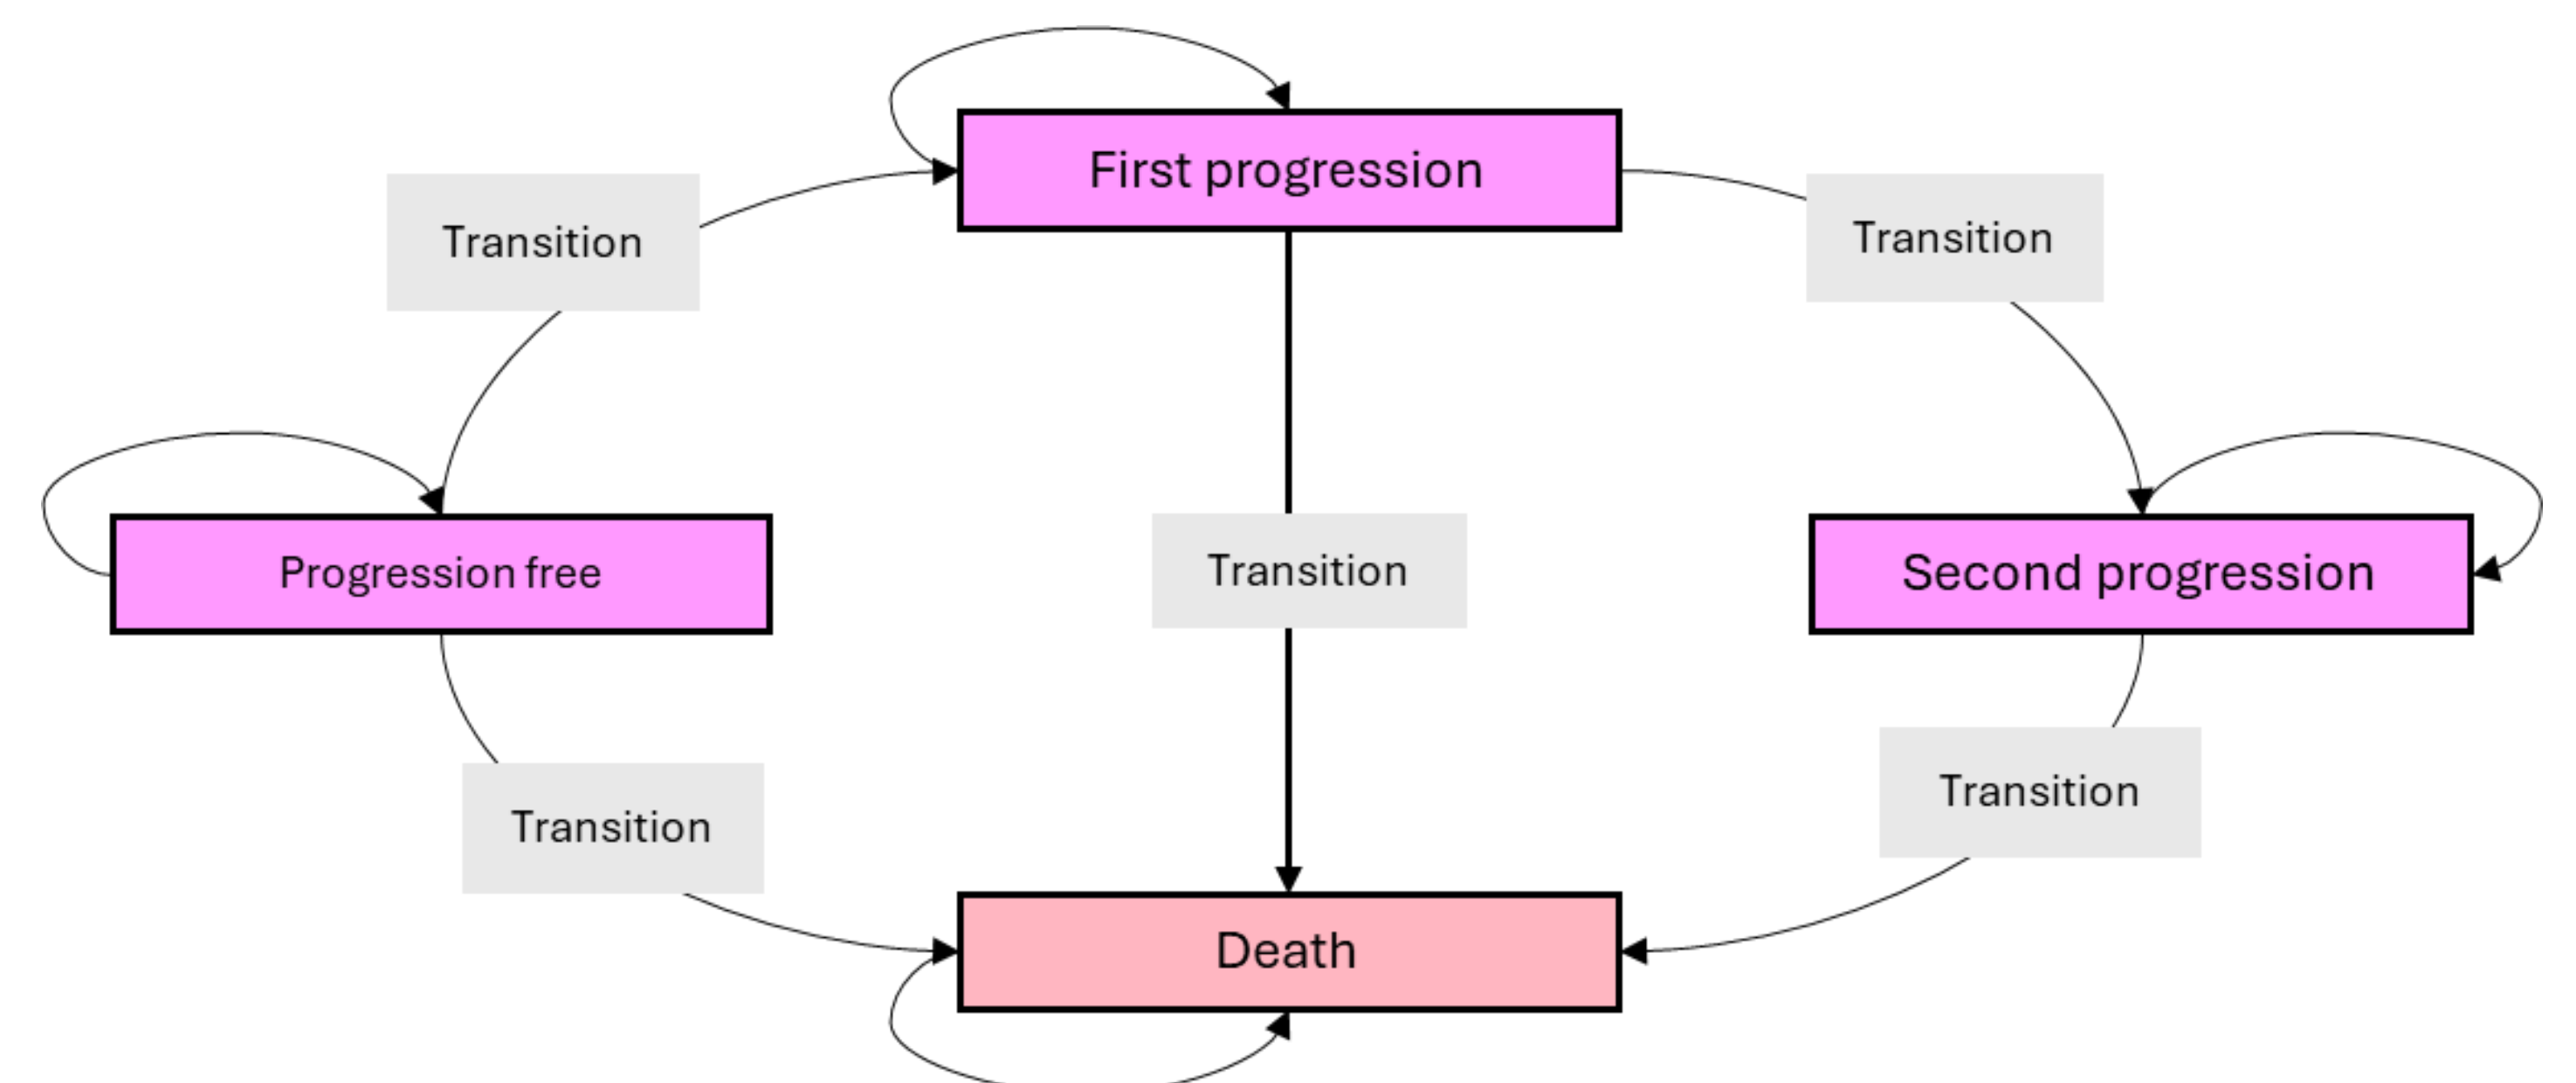 First progression
Transition
Transition
Progression free
Transition
Second progression
Transition
Transition
Death